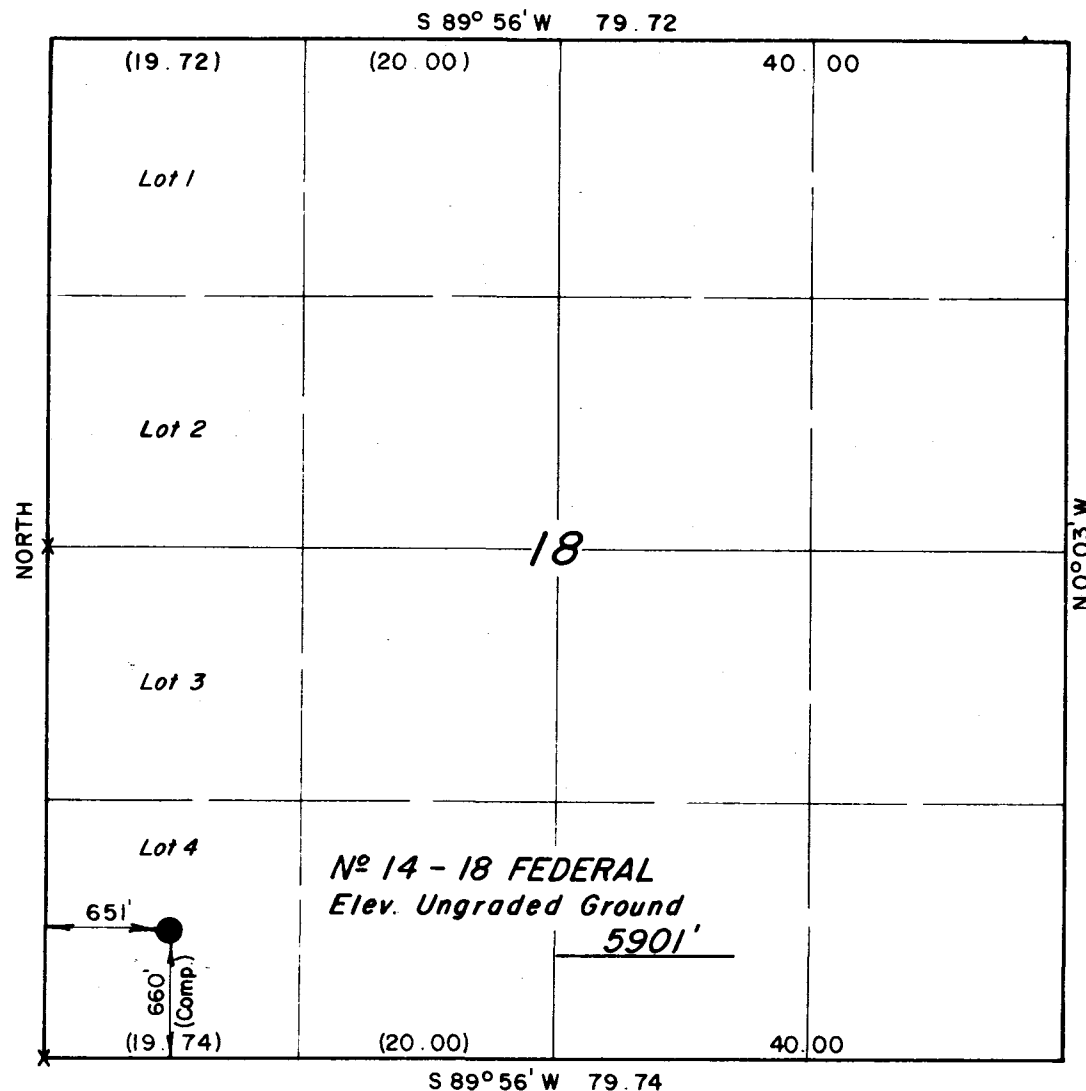 S 89° 56' W 79.72
(19.72) (20.00) 40.00
Lot 1
Lot 2
NORTH
18
N 0° 03' W
Lot 3
Lot 4
Nº 14 - 18 FEDERAL
Elev. Ungraded Ground
5901'
651'
660'
(Comp.)
(19.74) (20.00) 40.00
S 89° 56' W 79.74